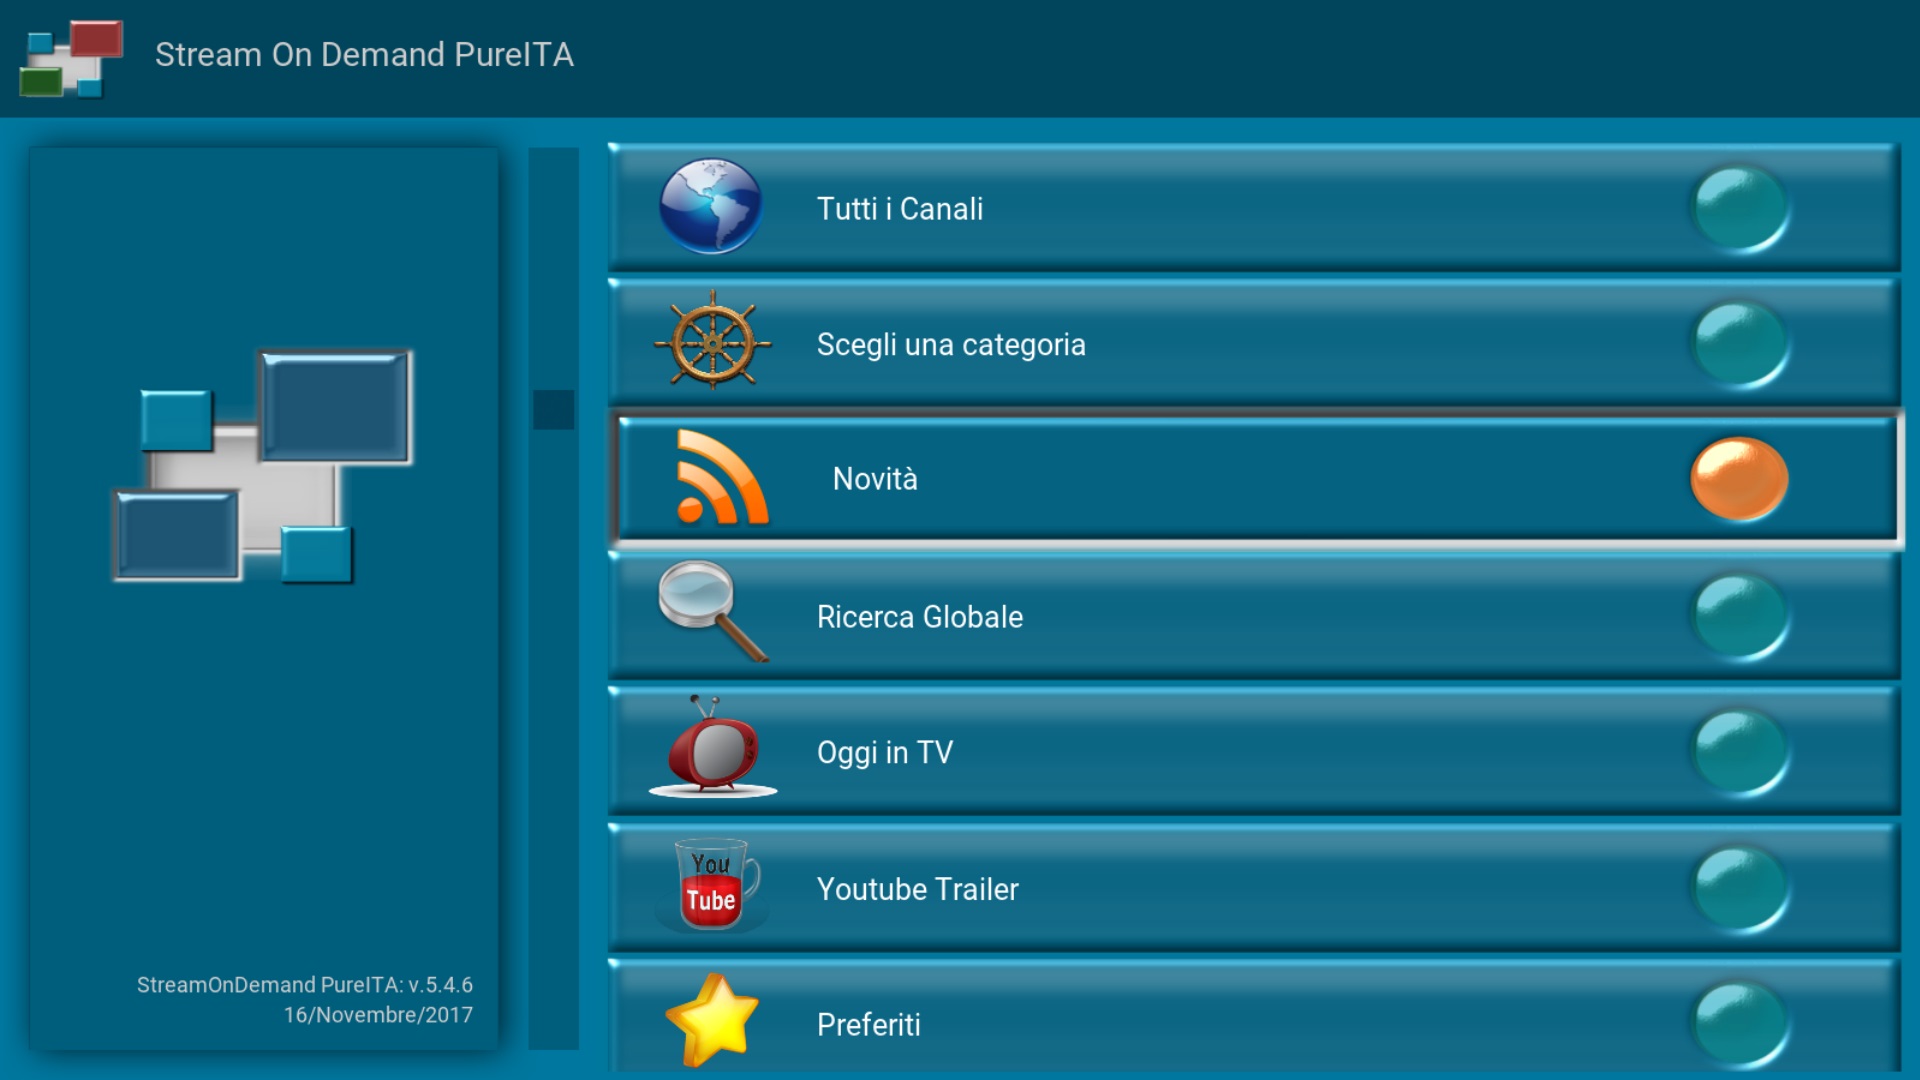 Stream On Demand PureITA
Tutti i Canali
Scegli una categoria
Novità
Ricerca Globale
Oggi in TV
You
Tube
Youtube Trailer
Preferiti
StreamOnDemand PureITA: v.5.4.6
16/Novembre/2017